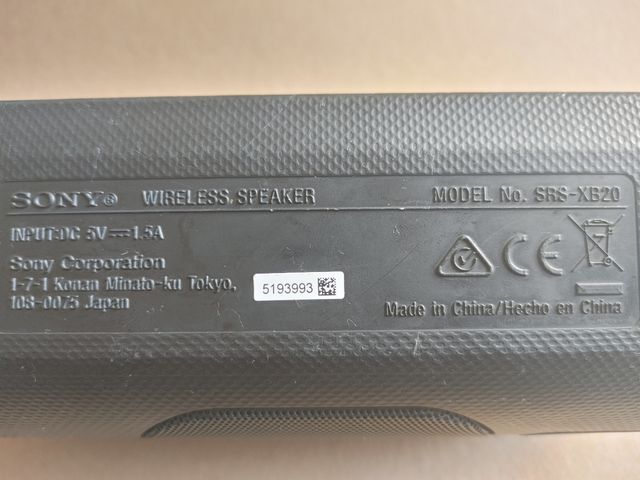 SONY® WIRELESS SPEAKER MODEL No. SRS-XB20
INPUT:DC 5V⎓1.5A
Sony Corporation
1-7-1 Konan Minato-ku Tokyo,
108-0075 Japan
5193993
CE
Made in China/Hecho en China